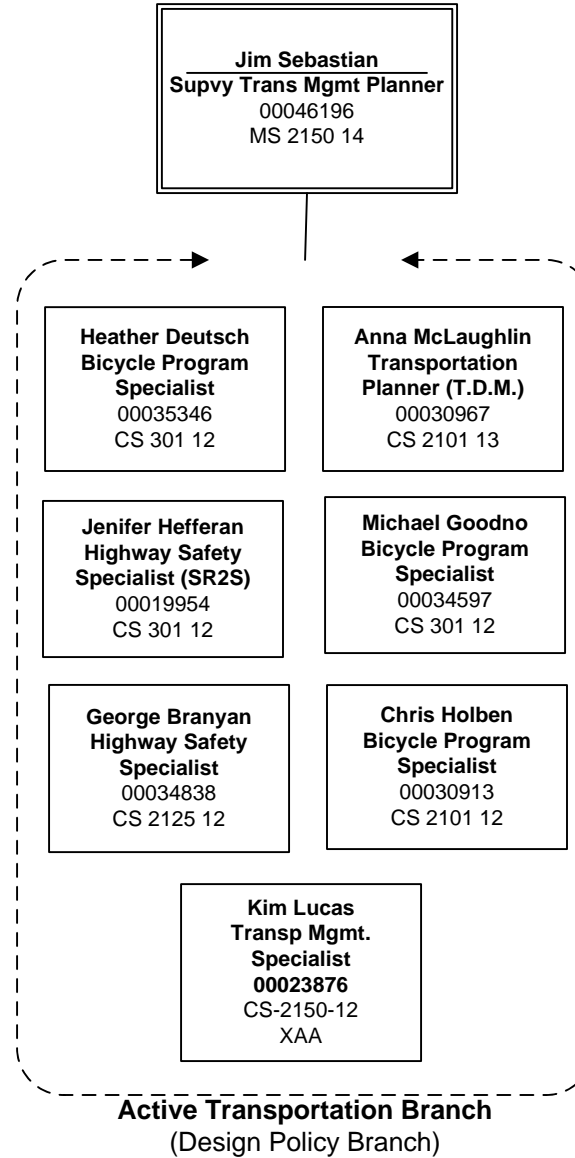 Jim Sebastian
Supvy Trans Mgmt Planner
00046196
MS 2150 14
Heather Deutsch
Bicycle Program
Specialist
00035346
CS 301 12
Anna McLaughlin
Transportation
Planner (T.D.M.)
00030967
CS 2101 13
Jenifer Hefferan
Highway Safety
Specialist (SR2S)
00019954
CS 301 12
Michael Goodno
Bicycle Program
Specialist
00034597
CS 301 12
George Branyan
Highway Safety
Specialist
00034838
CS 2125 12
Chris Holben
Bicycle Program
Specialist
00030913
CS 2101 12
Kim Lucas
Transp Mgmt.
Specialist
00023876
CS-2150-12
XAA
Active Transportation Branch
(Design Policy Branch)